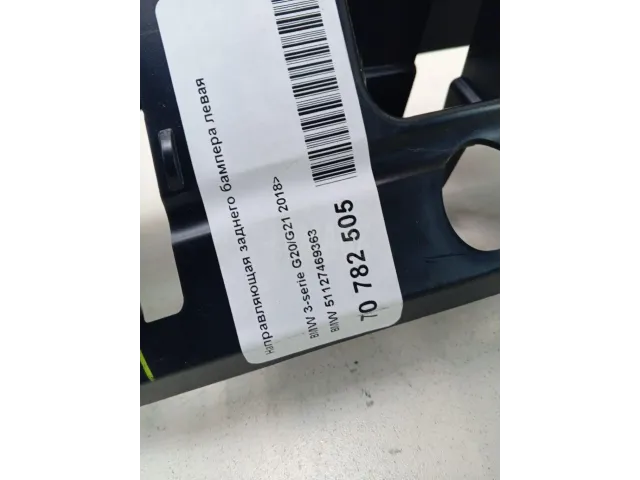 Направляющая заднего бампера левая
BMW 3-serie G20/G21 2018>
BMW 51127469363
70 782 505